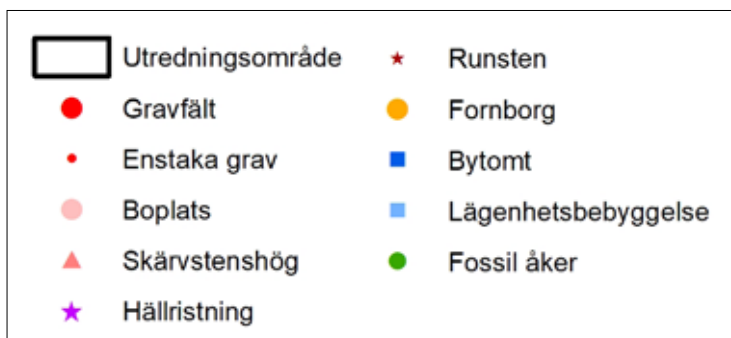 Utredningsområde
Gravfält
Enstaka grav
Boplats
Skärvstenshög
Hällristning
Runsten
Fornborg
Bytomt
Lägenhetsbebyggelse
Fossil åker